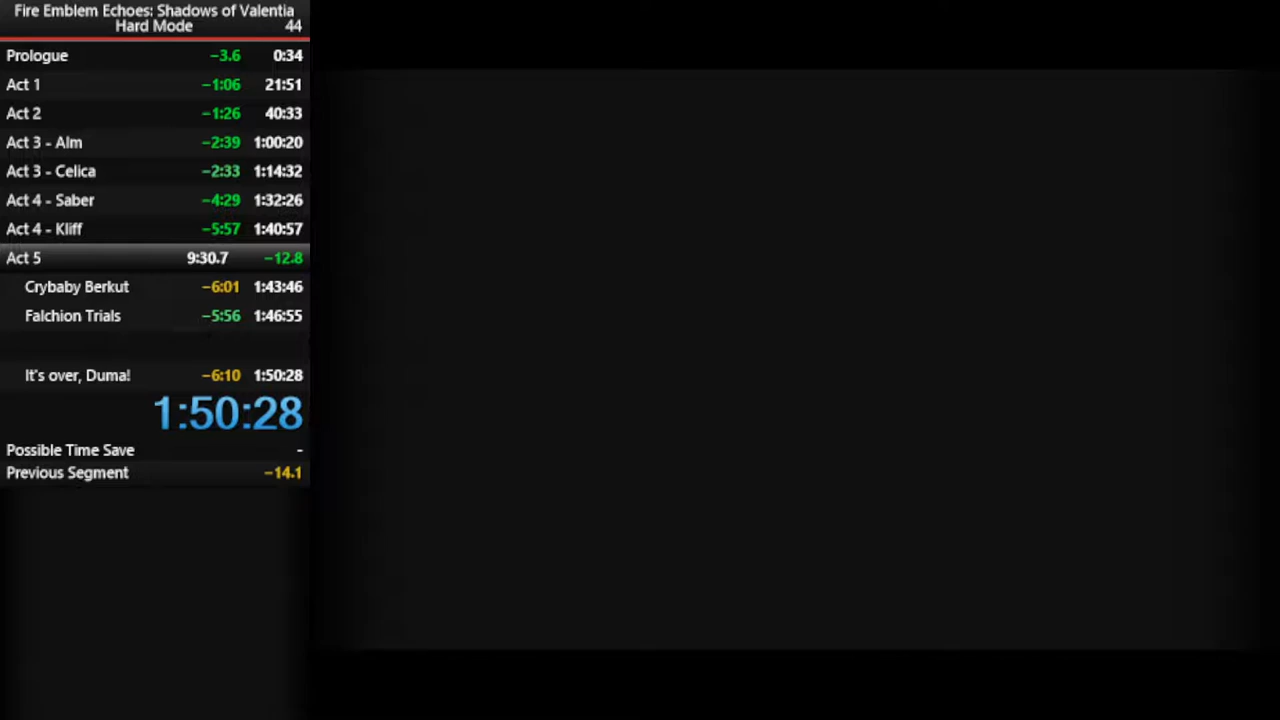 Fire Emblem Echoes: Shadows of Valentia
Hard Mode 44
Prologue −3.6 0:34
Act 1 −1:06 21:51
Act 2 −1:26 40:33
Act 3 - Alm −2:39 1:00:20
Act 3 - Celica −2:33 1:14:32
Act 4 - Saber −4:29 1:32:26
Act 4 - Kliff −5:57 1:40:57
Act 5 9:30.7 −12.8
Crybaby Berkut −6:01 1:43:46
Falchion Trials −5:56 1:46:55
It's over, Duma! −6:10 1:50:28
1:50:28
Possible Time Save -
Previous Segment −14.1